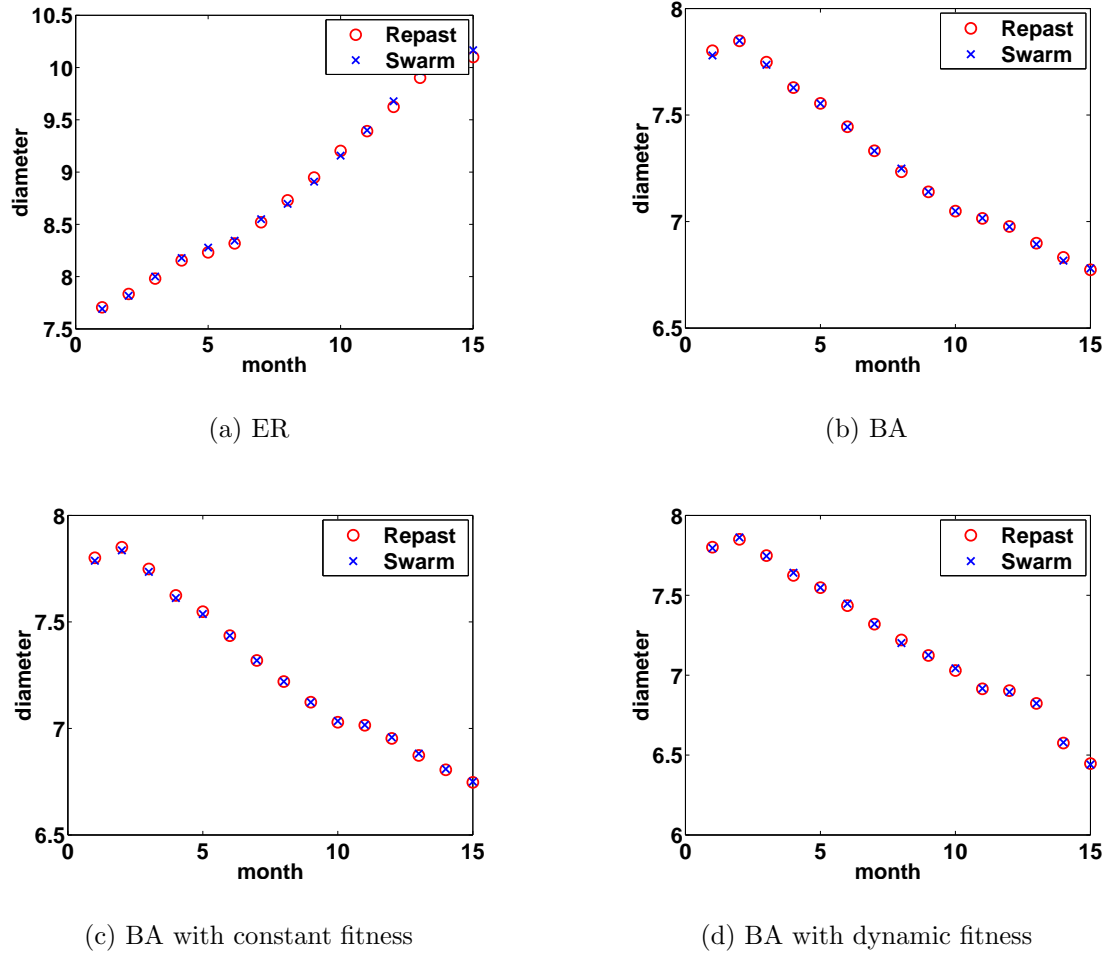 10.5
10
9.5
9
8.5
8
7.5
diameter
0 5 10 15
month
Repast
Swarm
(a) ER
8
7.5
7
6.5
diameter
0 5 10 15
month
Repast
Swarm
(b) BA
8
7.5
7
6.5
diameter
0 5 10 15
month
Repast
Swarm
(c) BA with constant fitness
8
7.5
7
6.5
6
diameter
0 5 10 15
month
Repast
Swarm
(d) BA with dynamic fitness